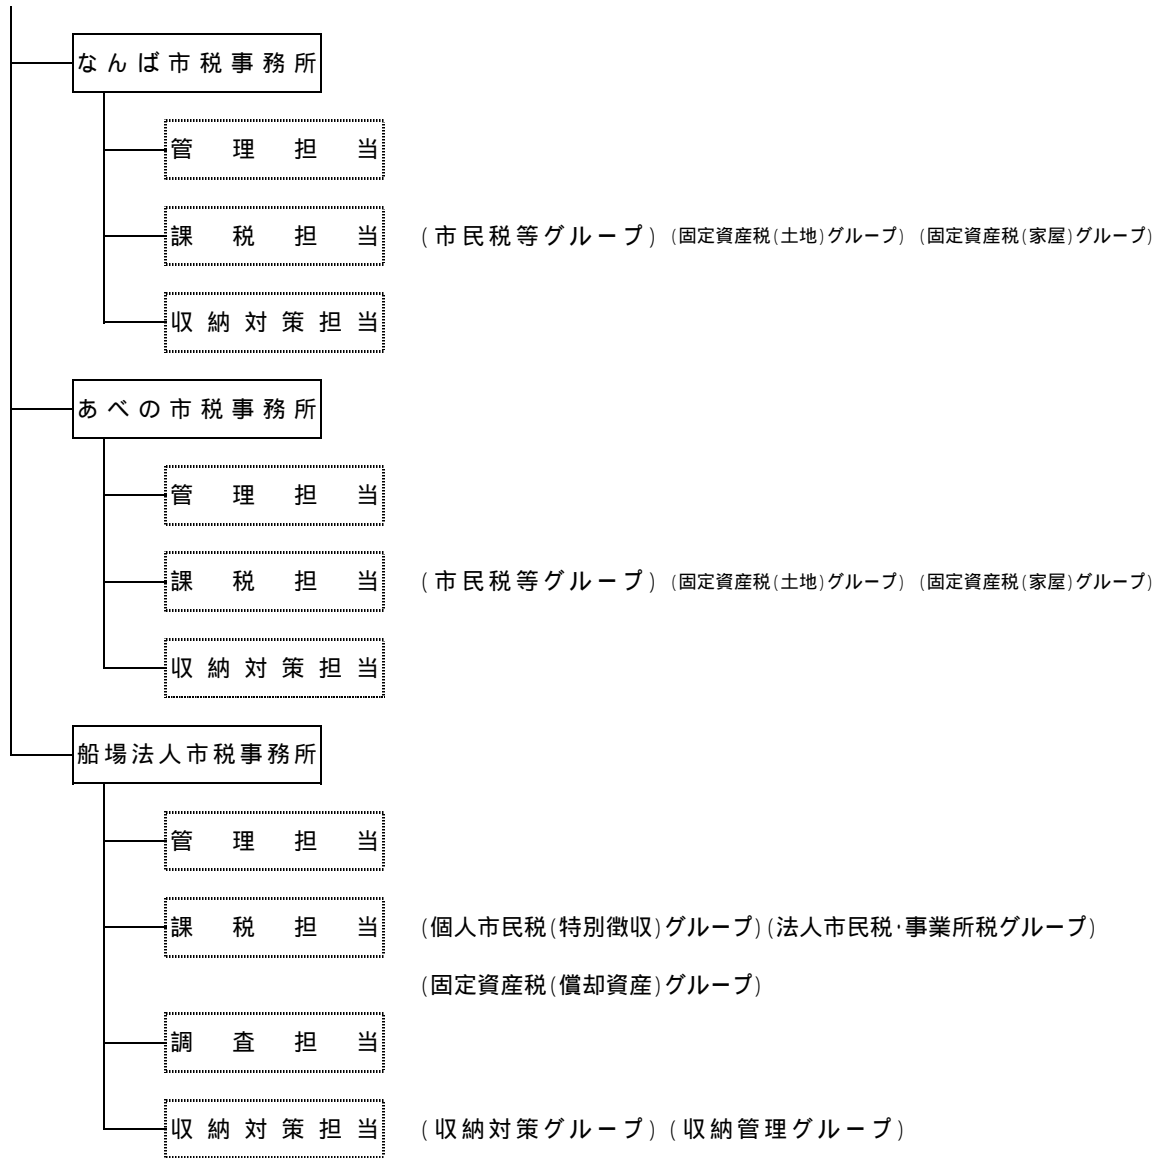 なんば市税事務所
管理担当
課税担当 (市民税等グループ) (固定資産税(土地)グループ) (固定資産税(家屋)グループ)
収納対策担当
あべの市税事務所
管理担当
課税担当 (市民税等グループ) (固定資産税(土地)グループ) (固定資産税(家屋)グループ)
収納対策担当
船場法人市税事務所
管理担当
課税担当 (個人市民税(特別徴収)グループ)(法人市民税・事業所税グループ)
(固定資産税(償却資産)グループ)
調査担当
収納対策担当 (収納対策グループ)(収納管理グループ)